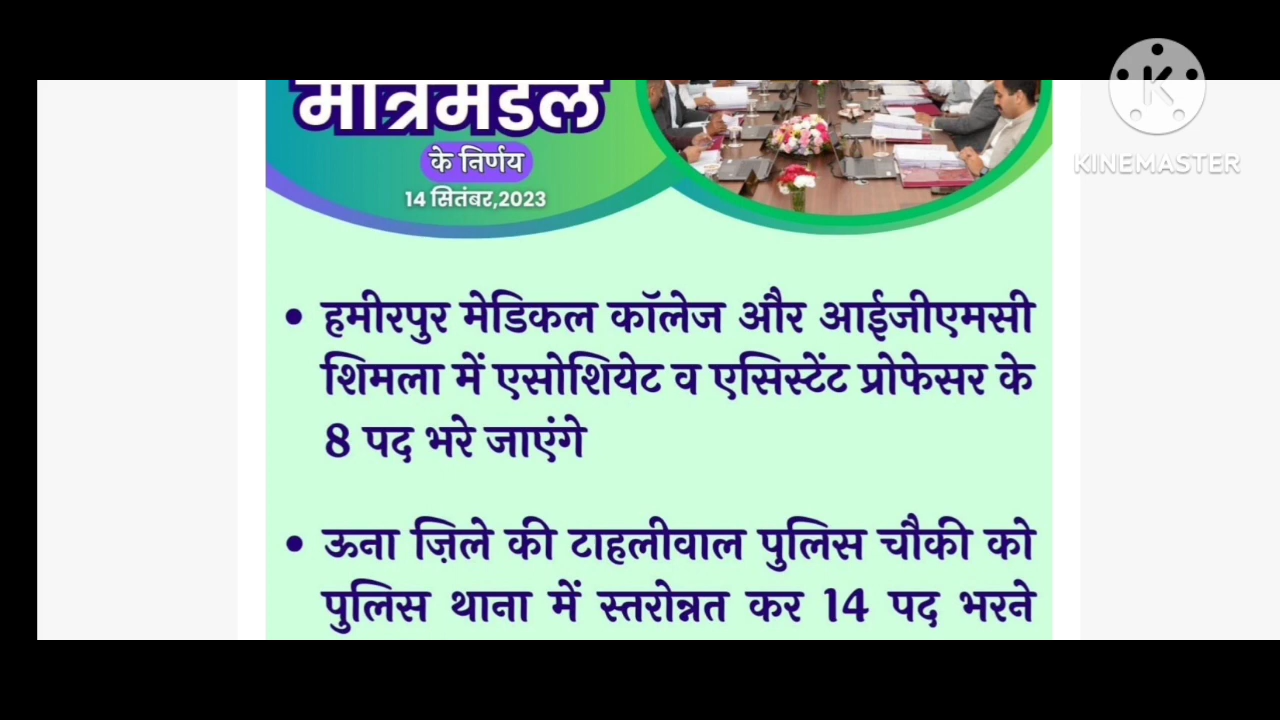 मंत्रिमंडल
के निर्णय
14 सितंबर,2023
KINEMASTER
• हमीरपुर मेडिकल कॉलेज और आईजीएमसी
शिमला में एसोशियेट व एसिस्टेंट प्रोफेसर के
8 पद भरे जाएंगे
• ऊना ज़िले की टाहलीवाल पुलिस चौकी को
पुलिस थाना में स्तरोन्नत कर 14 पद भरने